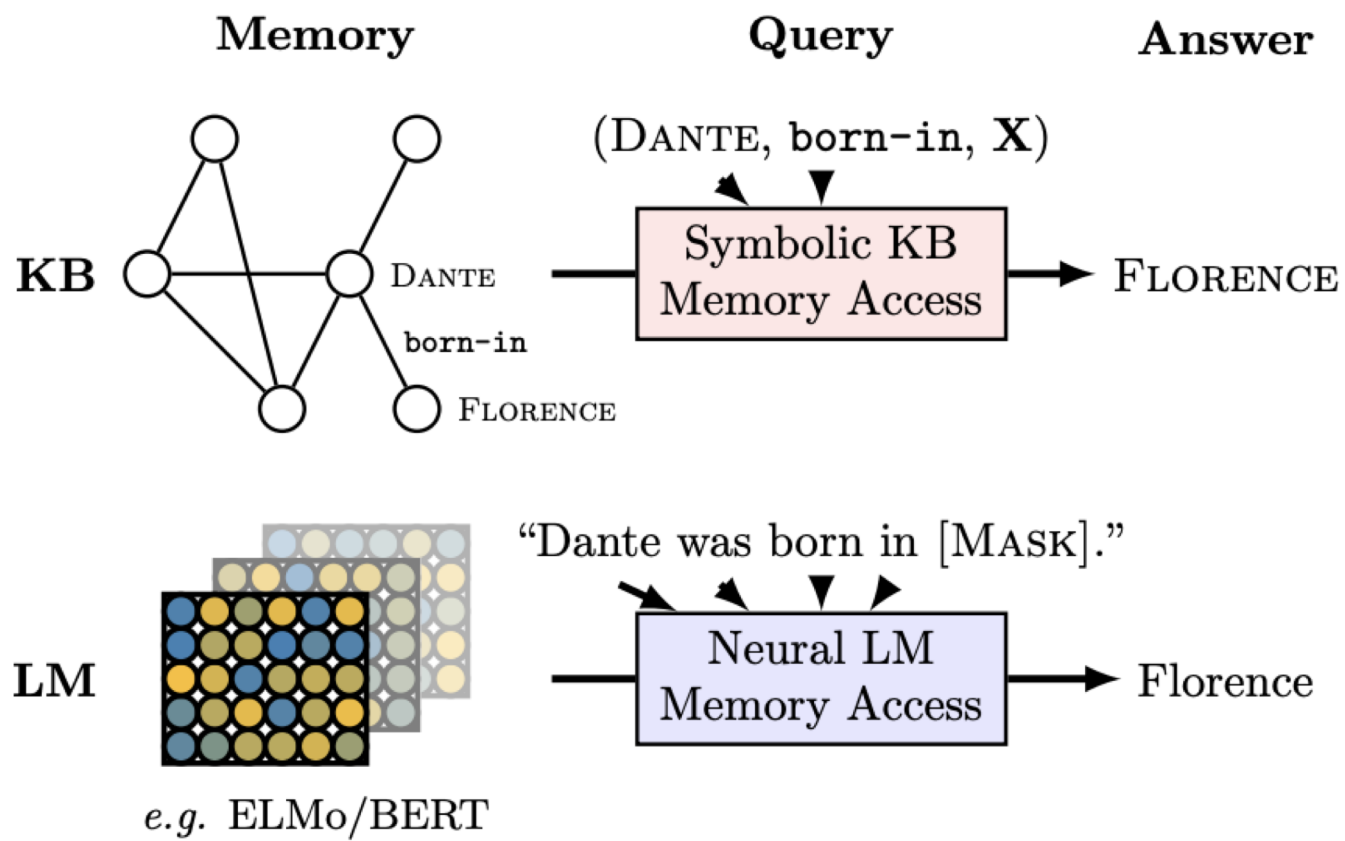 Memory
Query
Answer
KB
DANTE
born-in
FLORENCE
(DANTE, born-in, X)
Symbolic KB
Memory Access
FLORENCE
LM
e.g. ELMo/BERT
“Dante was born in [MASK].”
Neural LM
Memory Access
Florence